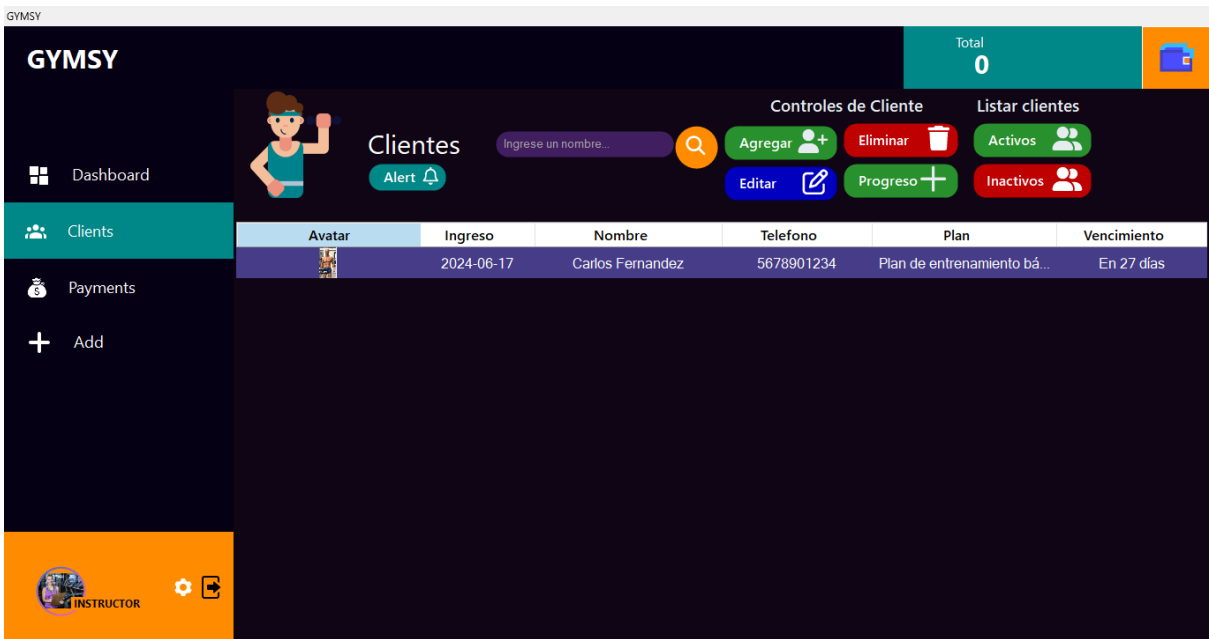 GYMSY
GYMSY
Total
0
Dashboard
Clients
Payments
Add
INSTRUCTOR
Clientes
Alert
Ingrese un nombre...
Controles de Cliente
Agregar
Eliminar
Editar
Progreso
Listar clientes
Activos
Inactivos
Avatar Ingreso Nombre Telefono Plan Vencimiento
2024-06-17 Carlos Fernandez 5678901234 Plan de entrenamiento bá... En 27 días